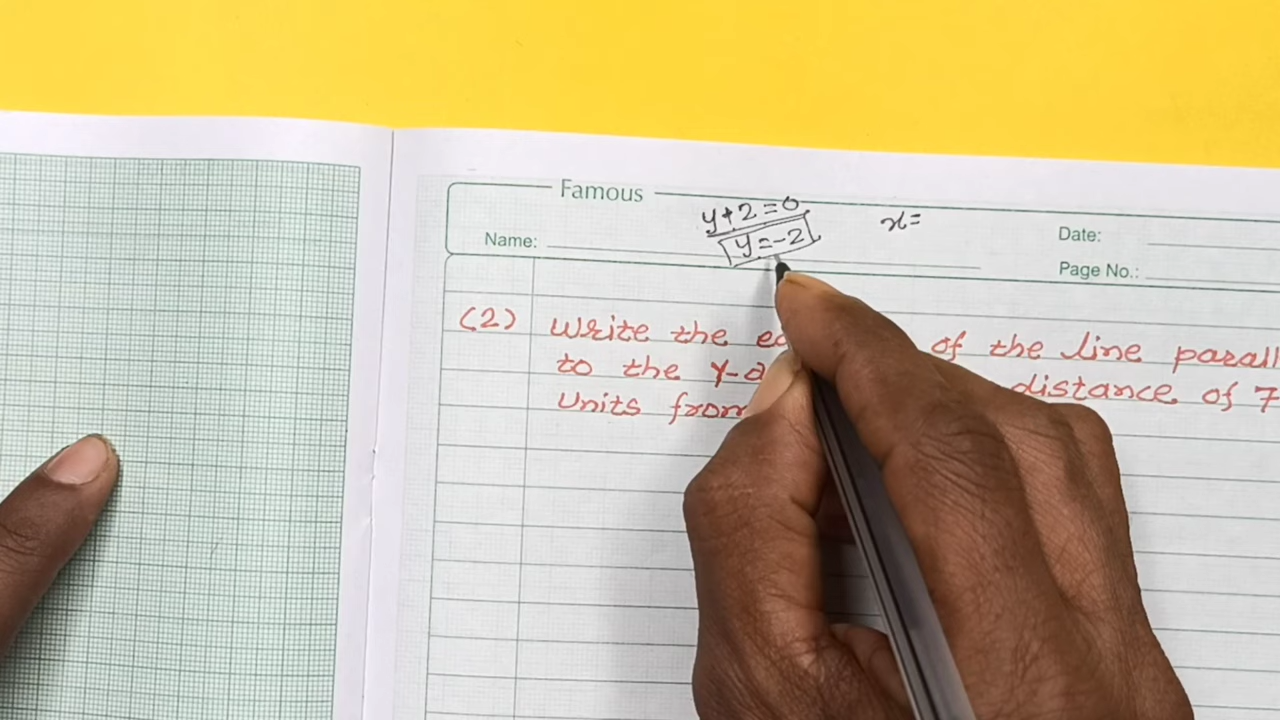 Famous
y+2=0
Name:
y=-2
x=
Date:
Page No.:
(2) Write the of the line parall
to the Y- distance of 7
Units from